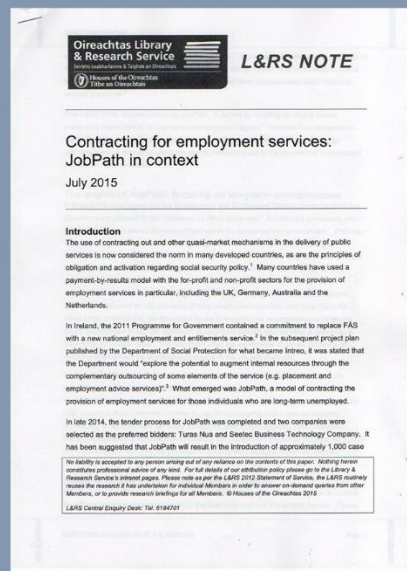 Oireachtas Library
& Research Service
Seirbhís Leabharlainne & Taighde an Oireachtais
Houses of the Oireachtas
Tithe an Oireachtais
L&RS NOTE
Contracting for employment services:
JobPath in context
July 2015
Introduction
The use of contracting out and other quasi-market mechanisms in the delivery of public
services is now considered the norm in many developed countries, as are the principles of
obligation and activation regarding social security policy.1 Many countries have used a
payment-by-results model with the for-profit and non-profit sectors for the provision of
employment services in particular, including the UK, Germany, Australia and the
Netherlands.
In Ireland, the 2011 Programme for Government contained a commitment to replace FÁS
with a new national employment and entitlements service.2 In the subsequent project plan
published by the Department of Social Protection for what became Intreo, it was stated that
the Department would "explore the potential to augment internal resources through the
complementary outsourcing of some elements of the service (e.g. placement and
employment advice services)".3 What emerged was JobPath, a model of contracting the
provision of employment services for those individuals who are long-term unemployed.
In late 2014, the tender process for JobPath was completed and two companies were
selected as the preferred bidders: Turas Nua and Seetec Business Technology Company. It
has been suggested that JobPath will result in the introduction of approximately 1,000 case
No liability is accepted to any person arising out of any reliance on the contents of this paper. Nothing herein
constitutes professional advice of any kind. For full details of our attribution policy please go to the Library &
Research Service's intranet pages. Please note as per the L&RS 2012 Statement of Service, the L&RS routinely
reuses the research it has undertaken for individual Members in order to answer on-demand queries from other
Members, or to provide research briefings for all Members. © Houses of the Oireachtas 2015
L&RS Central Enquiry Desk: Tel. 6184701